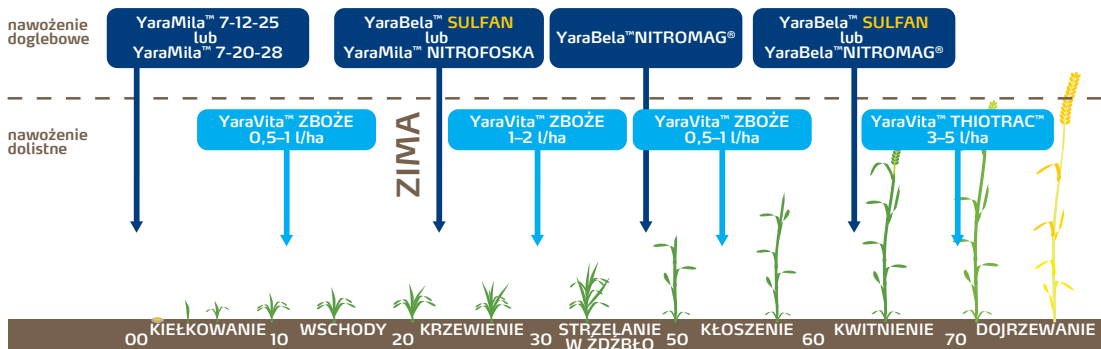 nawożenie
doglebowe
YaraMila™ 7-12-25
lub
YaraMila™ 7-20-28
YaraBela™ SULFAN
lub
YaraMila™ NITROFOSKA
YaraBela™NITROMAG®
YaraBela™ SULFAN
lub
YaraBela™NITROMAG®
nawożenie
dolistne
YaraVita™ ZBOŻE
0,5–1 l/ha
ZIMA
YaraVita™ ZBOŻE
1–2 l/ha
YaraVita™ ZBOŻE
0,5–1 l/ha
YaraVita™ THIOTRAC™
3–5 l/ha
00 KIEŁKOWANIE 10 WSCHODY 20 KRZEWIENIE 30 STRZELANIE
W ŹDŹBŁO 50 KŁOSZENIE 60 KWITNIENIE 70 DOJRZEWANIE